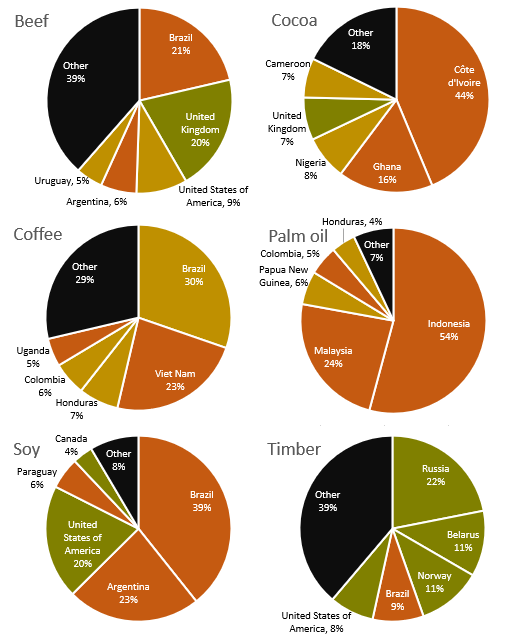 Beef
Brazil
21%
United
Kingdom
20%
United States of
America, 9%
Argentina, 6%
Uruguay, 5%
Other
39%
Cocoa
Côte
d'Ivoire
44%
Ghana
16%
Nigeria
8%
United
Kingdom
7%
Cameroon
7%
Other
18%
Coffee
Brazil
30%
Viet Nam
23%
Honduras
7%
Colombia
6%
Uganda
5%
Other
29%
Palm oil
Indonesia
54%
Malaysia
24%
Papua New
Guinea, 6%
Colombia, 5%
Honduras, 4%
Other
7%
Soy
Brazil
39%
Argentina
23%
United
States of
America
20%
Paraguay
6%
Canada
4%
Other
8%
Timber
Russia
22%
Belarus
11%
Norway
11%
Brazil
9%
United States of
America, 8%
Other
39%